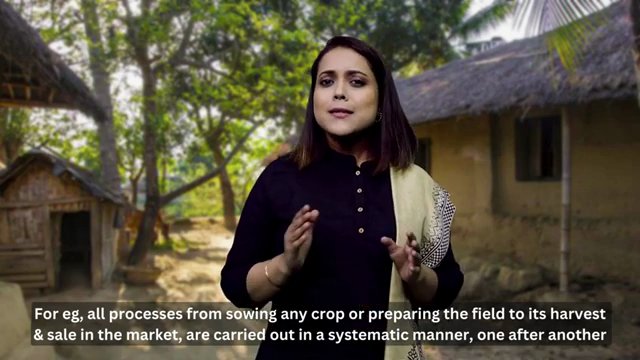 For eg, all processes from sowing any crop or preparing the field to its harvest
& sale in the market, are carried out in a systematic manner, one after another